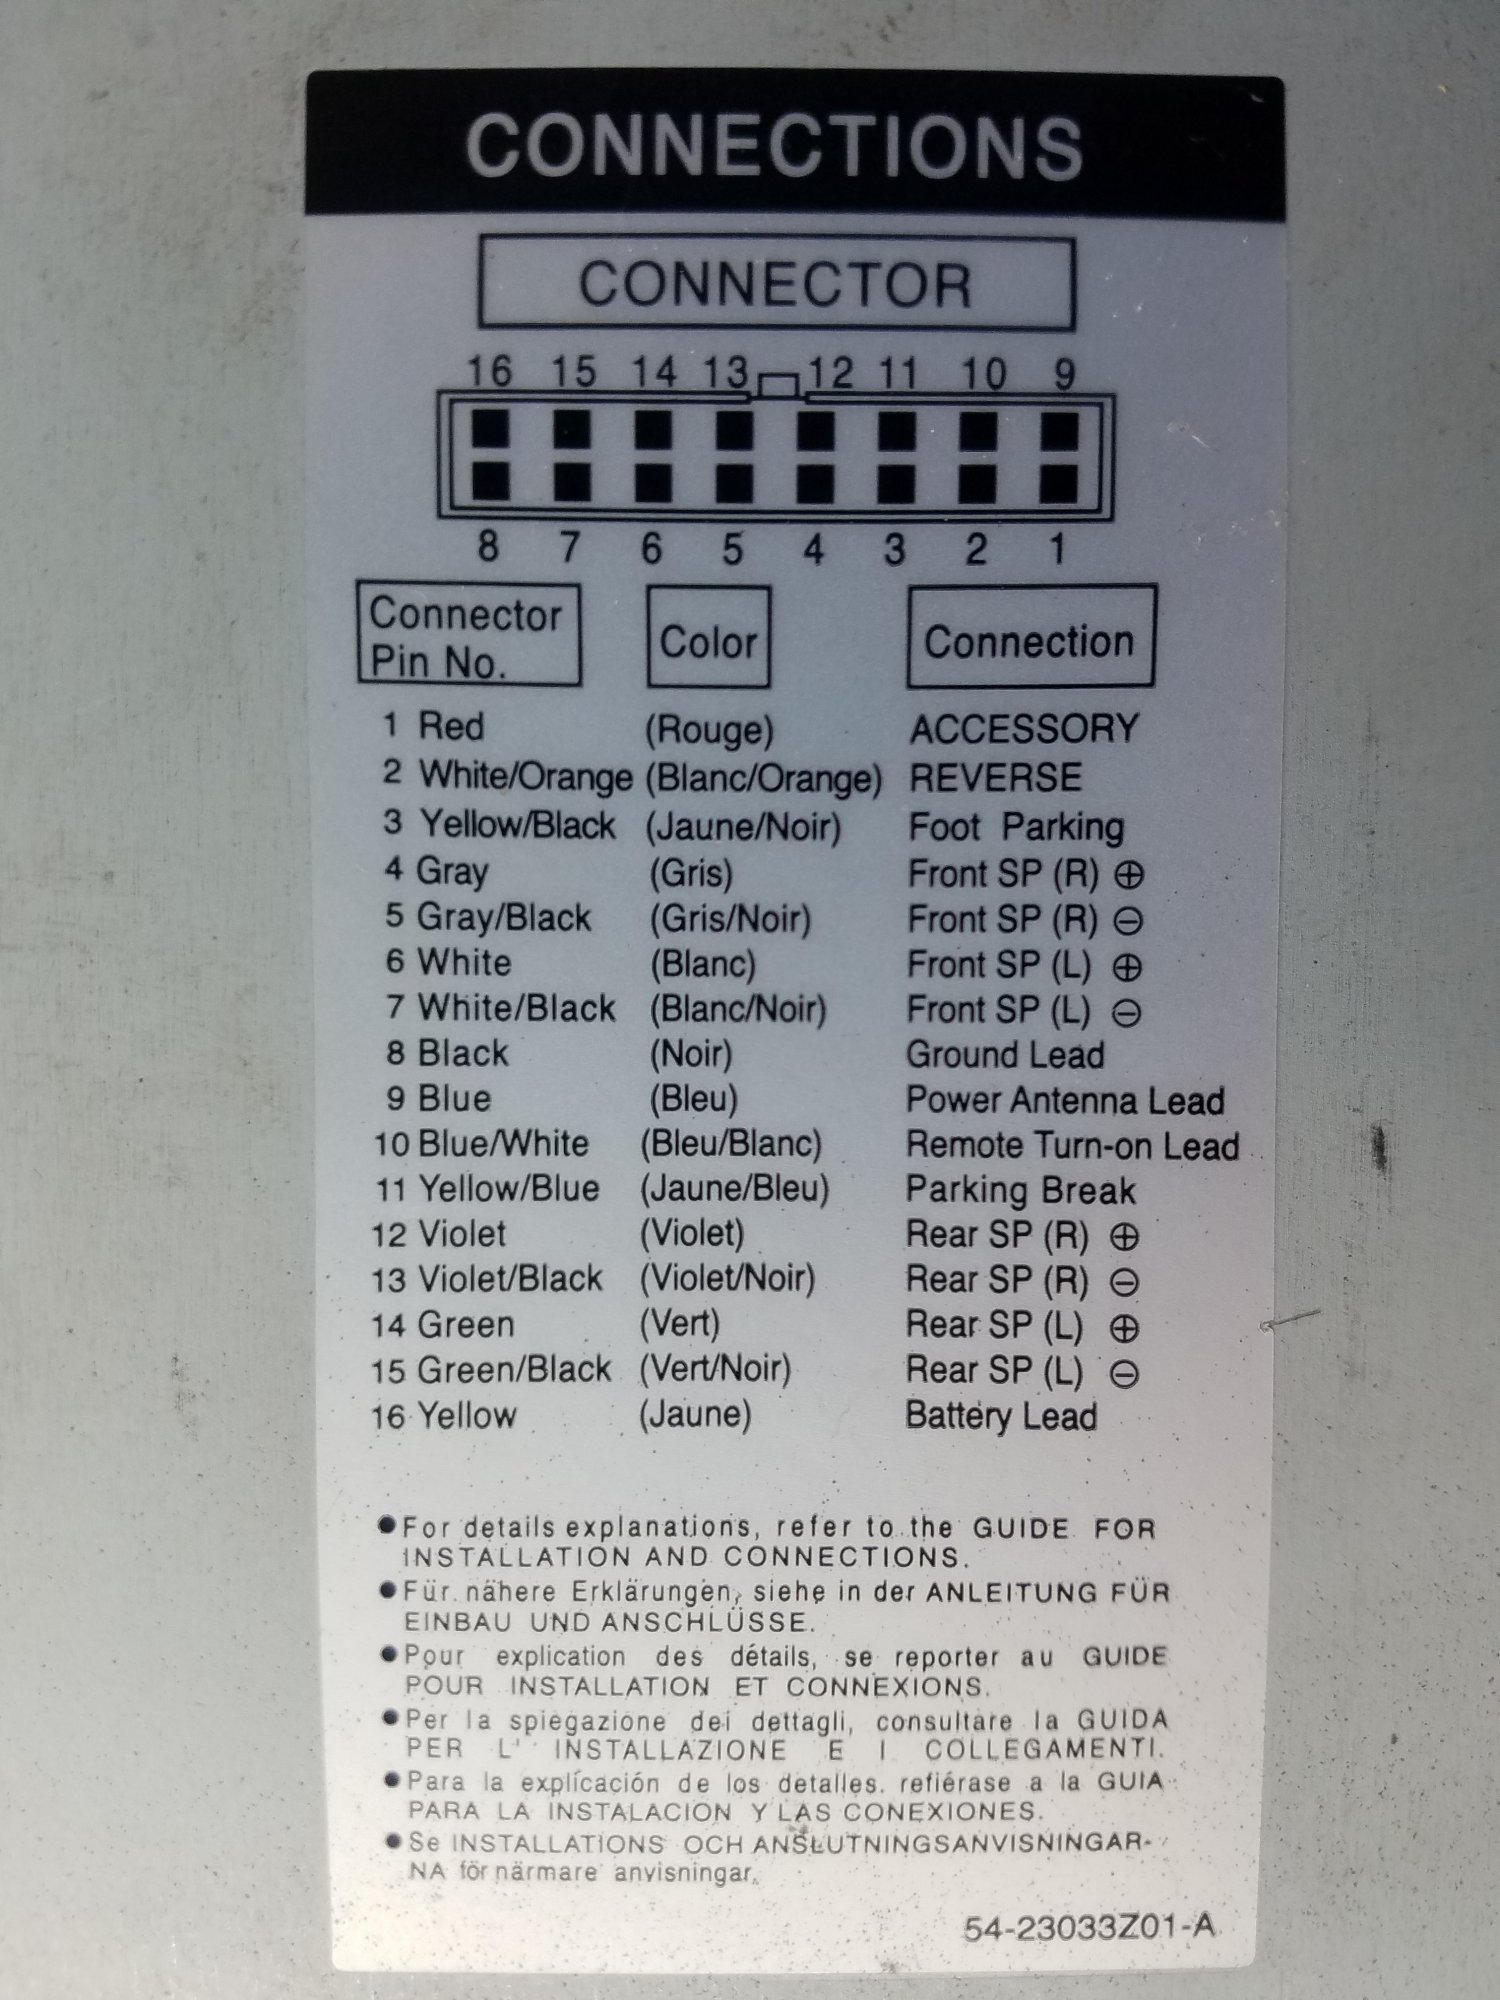 CONNECTIONS
CONNECTOR
16 15 14 13 12 11 10 9
8 7 6 5 4 3 2 1
Connector Pin No. Color Connection
1 Red (Rouge) ACCESSORY
2 White/Orange (Blanc/Orange) REVERSE
3 Yellow/Black (Jaune/Noir) Foot Parking
4 Gray (Gris) Front SP (R) ⊕
5 Gray/Black (Gris/Noir) Front SP (R) ⊖
6 White (Blanc) Front SP (L) ⊕
7 White/Black (Blanc/Noir) Front SP (L) ⊖
8 Black (Noir) Ground Lead
9 Blue (Bleu) Power Antenna Lead
10 Blue/White (Bleu/Blanc) Remote Turn-on Lead
11 Yellow/Blue (Jaune/Bleu) Parking Break
12 Violet (Violet) Rear SP (R) ⊕
13 Violet/Black (Violet/Noir) Rear SP (R) ⊖
14 Green (Vert) Rear SP (L) ⊕
15 Green/Black (Vert/Noir) Rear SP (L) ⊖
16 Yellow (Jaune) Battery Lead
●For details explanations, refer to the GUIDE FOR
INSTALLATION AND CONNECTIONS.
●Für nähere Erklärungen, siehe in der ANLEITUNG FÜR
EINBAU UND ANSCHLÜSSE.
●Pour explication des détails, se reporter au GUIDE
POUR INSTALLATION ET CONNEXIONS.
●Per la spiegazione dei dettagli, consultare la GUIDA
PER L' INSTALLAZIONE E I COLLEGAMENTI.
●Para la explicación de los detalles. refiérase a la GUIA
PARA LA INSTALACION Y LAS CONEXIONES.
●Se INSTALLATIONS OCH ANSLUTNINGSANVISNINGAR-
NA för närmare anvisningar.
54-23033Z01-A